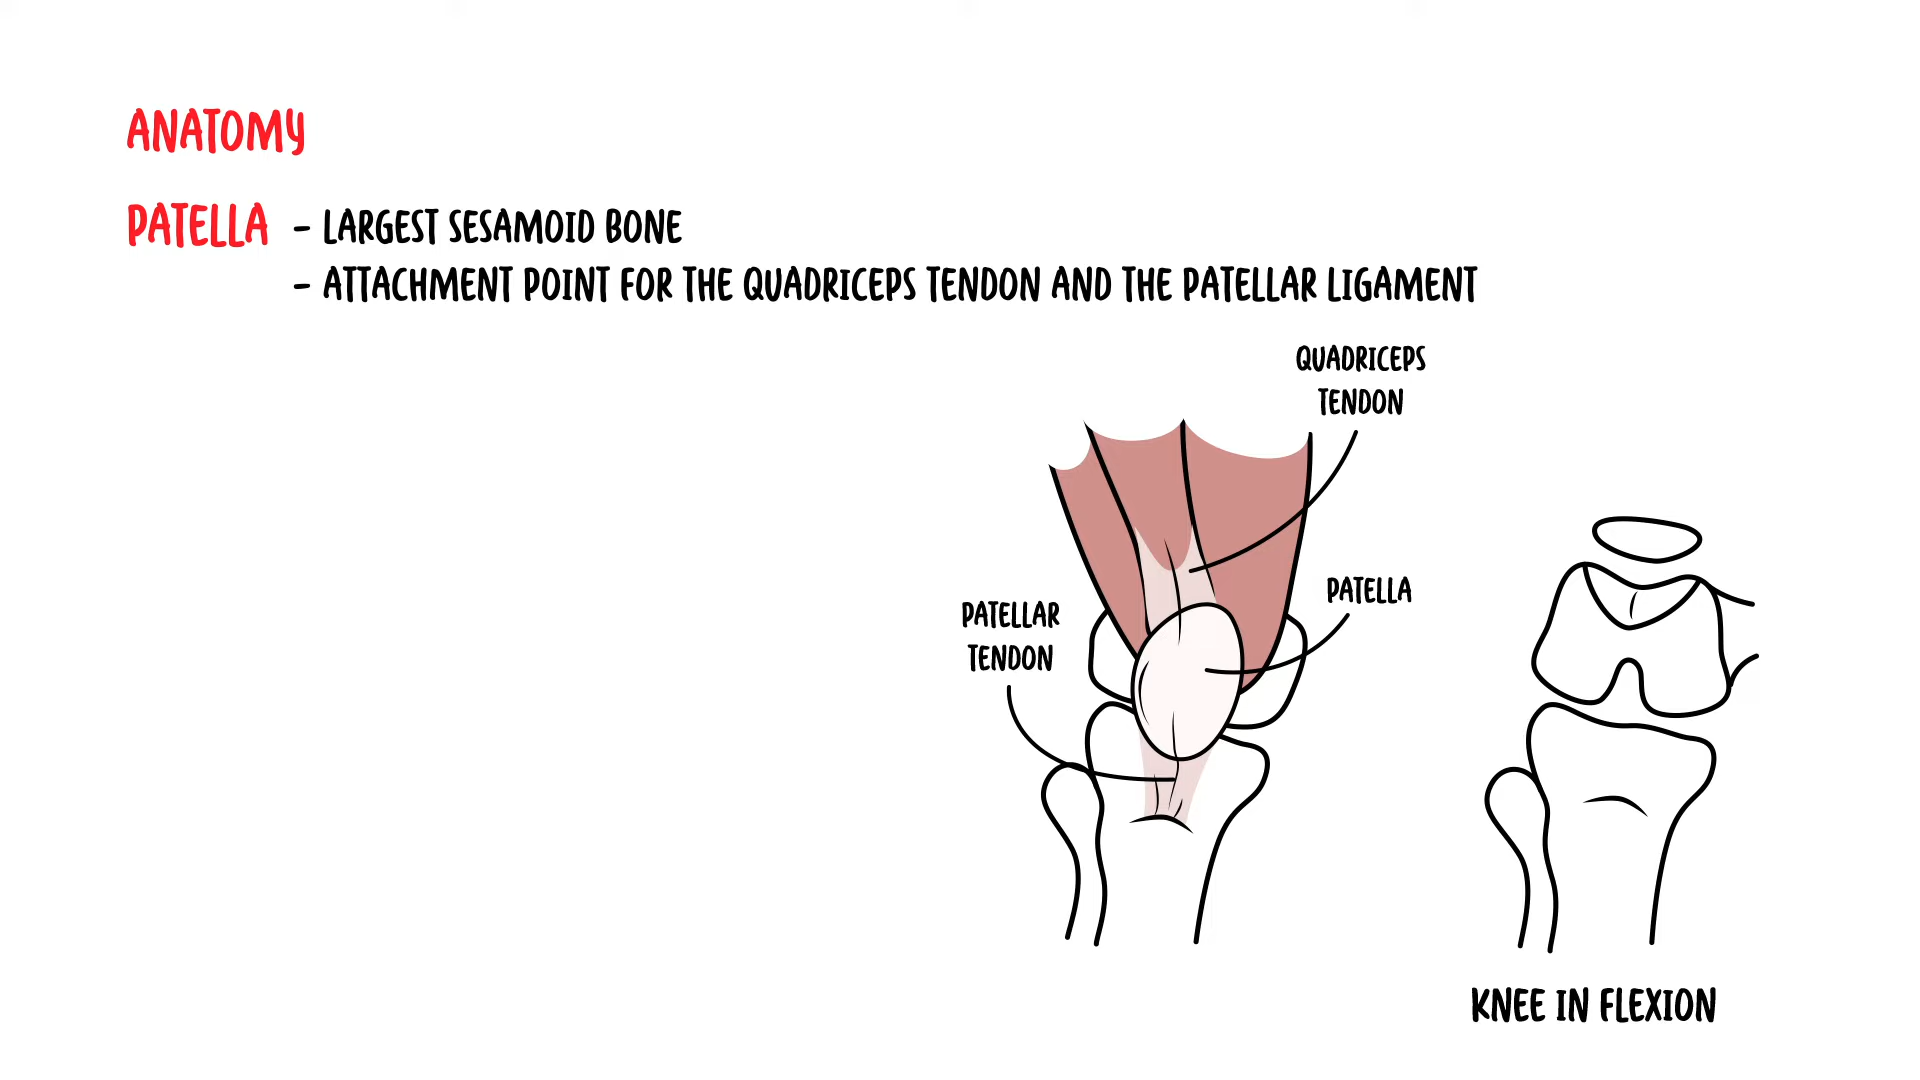 ANATOMY
PATELLA - LARGEST SESAMOID BONE
- ATTACHMENT POINT FOR THE QUADRICEPS TENDON AND THE PATELLAR LIGAMENT
QUADRICEPS
TENDON
PATELLA
PATELLAR
TENDON
KNEE IN FLEXION